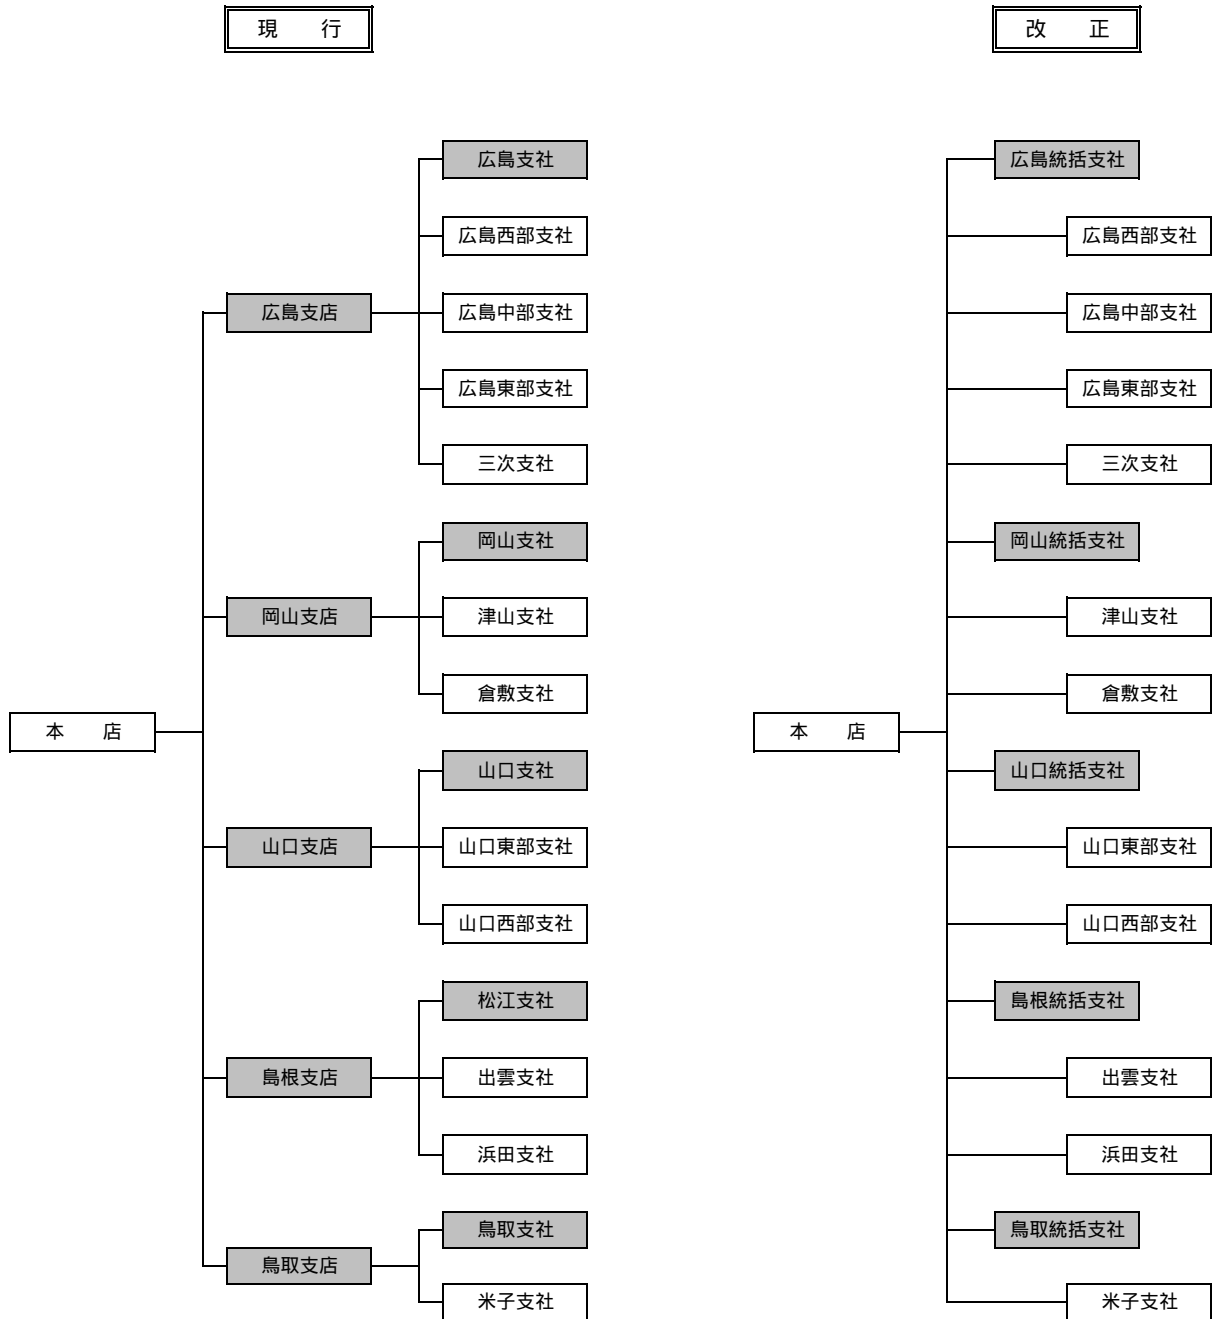 現　行
改　正
広島支社
広島統括支社
広島西部支社
広島西部支社
広島支店
広島中部支社
広島中部支社
広島東部支社
広島東部支社
三次支社
三次支社
岡山支社
岡山統括支社
岡山支店
津山支社
津山支社
倉敷支社
倉敷支社
本　店
本　店
山口支社
山口統括支社
山口支店
山口東部支社
山口東部支社
山口西部支社
山口西部支社
松江支社
島根統括支社
島根支店
出雲支社
出雲支社
浜田支社
浜田支社
鳥取支社
鳥取統括支社
鳥取支店
米子支社
米子支社